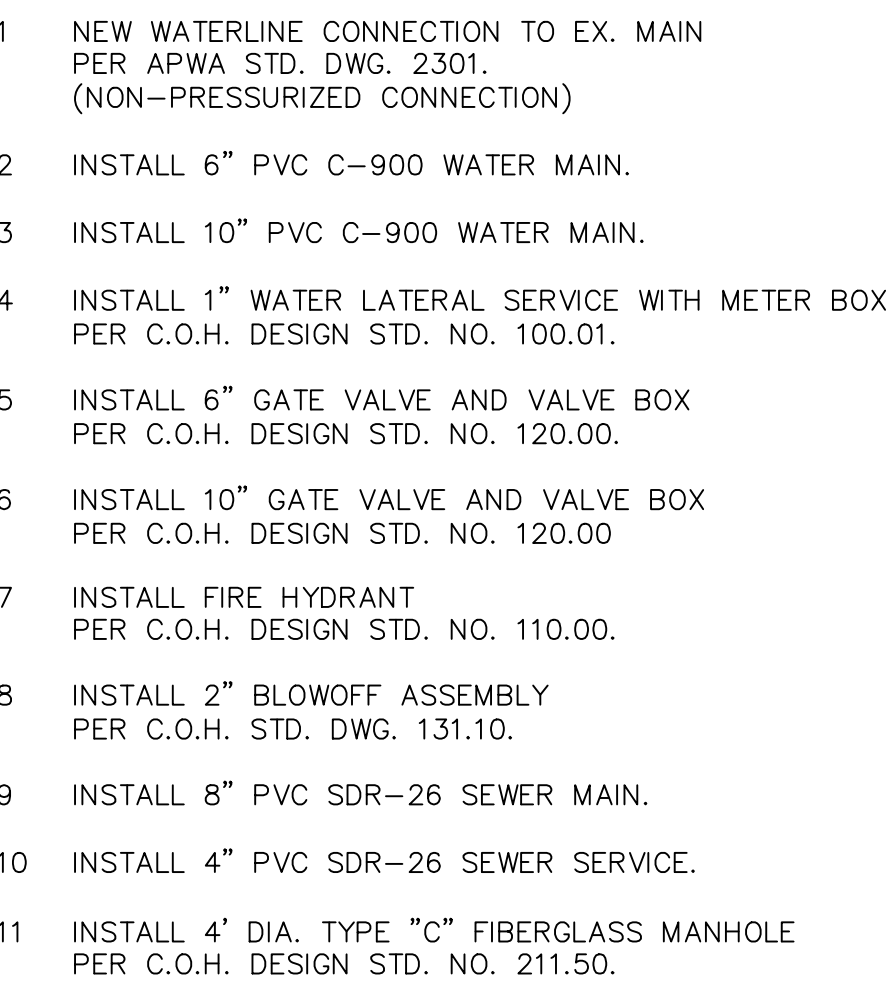 1 NEW WATERLINE CONNECTION TO EX. MAIN
PER APWA STD. DWG. 2301.
(NON-PRESSURIZED CONNECTION)
2 INSTALL 6" PVC C-900 WATER MAIN.
3 INSTALL 10" PVC C-900 WATER MAIN.
4 INSTALL 1" WATER LATERAL SERVICE WITH METER BOX
PER C.O.H. DESIGN STD. NO. 100.01.
5 INSTALL 6" GATE VALVE AND VALVE BOX
PER C.O.H. DESIGN STD. NO. 120.00.
6 INSTALL 10" GATE VALVE AND VALVE BOX
PER C.O.H. DESIGN STD. NO. 120.00
7 INSTALL FIRE HYDRANT
PER C.O.H. DESIGN STD. NO. 110.00.
8 INSTALL 2" BLOWOFF ASSEMBLY
PER C.O.H. STD. DWG. 131.10.
9 INSTALL 8" PVC SDR-26 SEWER MAIN.
10 INSTALL 4" PVC SDR-26 SEWER SERVICE.
11 INSTALL 4' DIA. TYPE "C" FIBERGLASS MANHOLE
PER C.O.H. DESIGN STD. NO. 211.50.